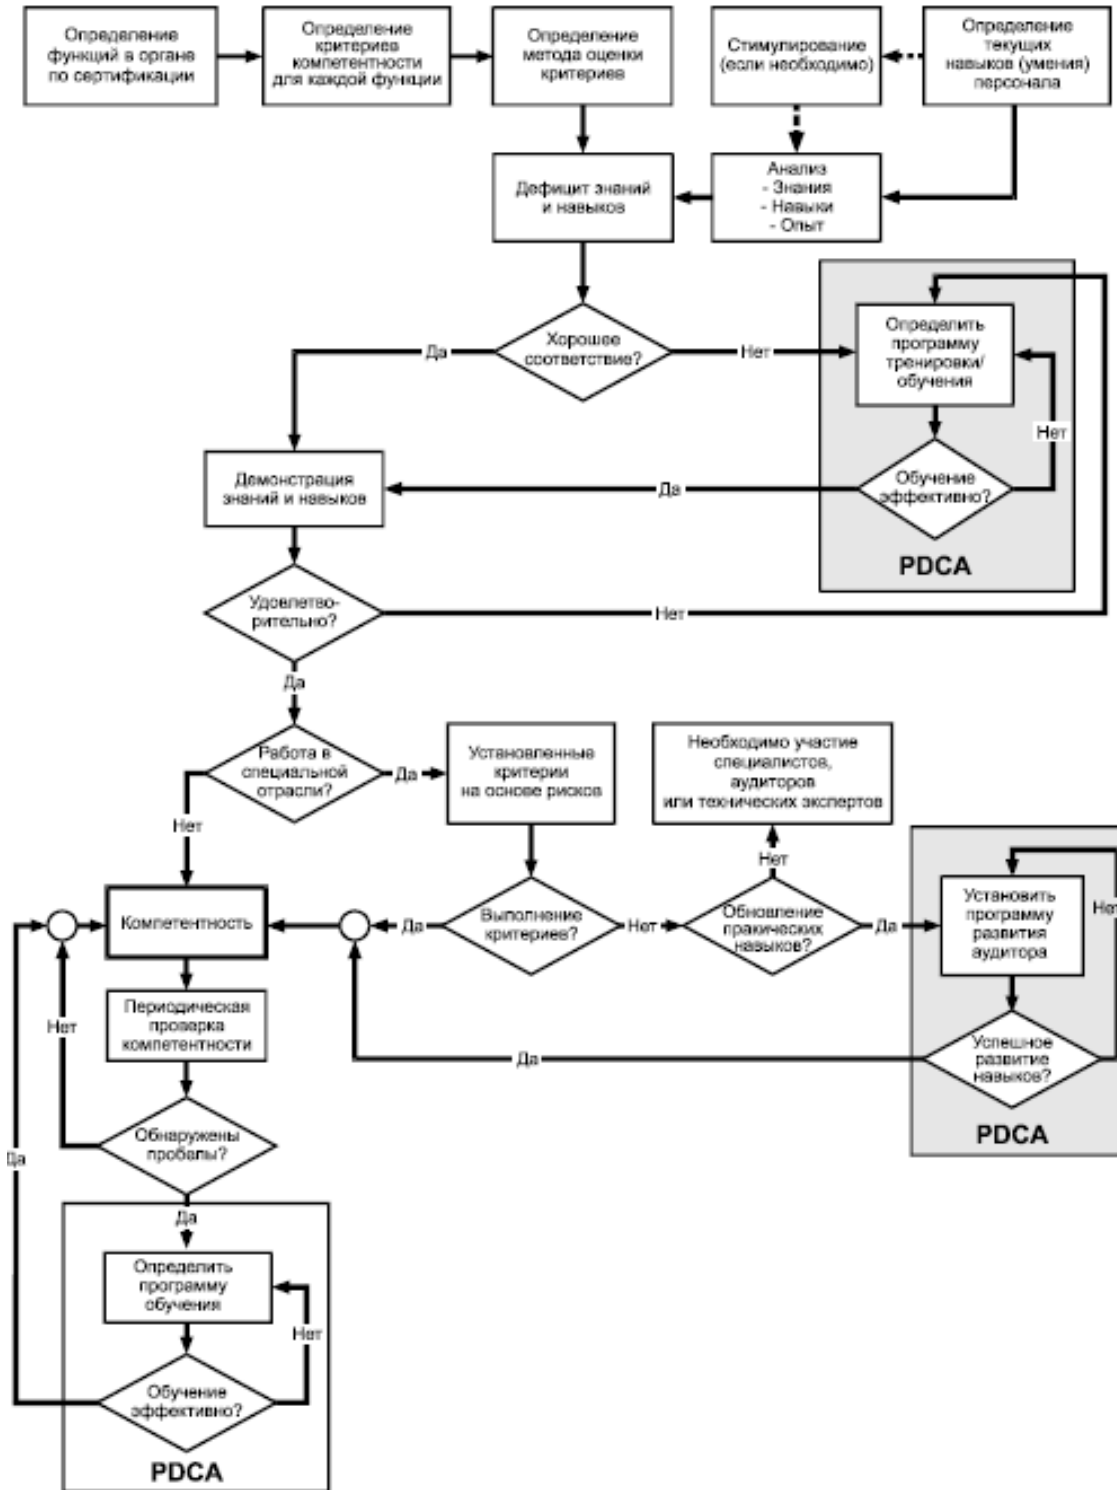 Определение
функций в органе
по сертификации
Определение
критериев
компетентности
для каждой функции
Определение
метода оценки
критериев
Стимулирование
(если необходимо)
Определение
текущих
навыков (умения)
персонала
Дефицит знаний
и навыков
Анализ
- Знания
- Навыки
- Опыт
Хорошее
соответствие?
Да
Нет
Определить
программу
тренировки/
обучения
Нет
Обучение
эффективно?
Да
PDCA
Демонстрация
знаний и навыков
Удовлетво-
рительно?
Нет
Да
Работа в
специальной
отрасли?
Да
Нет
Установленные
критерии
на основе рисков
Необходимо участие
специалистов,
аудиторов
или технических экспертов
Нет
Компетентность
Да
Выполнение
критериев?
Нет
Обновление
пракических
навыков?
Да
Установить
программу
развития
аудитора
Нет
Успешное
развитие
навыков?
Да
PDCA
Периодическая
проверка
компетентности
Нет
Обнаружены
пробелы?
Да
Да
Определить
программу
обучения
Нет
Обучение
эффективно?
PDCA